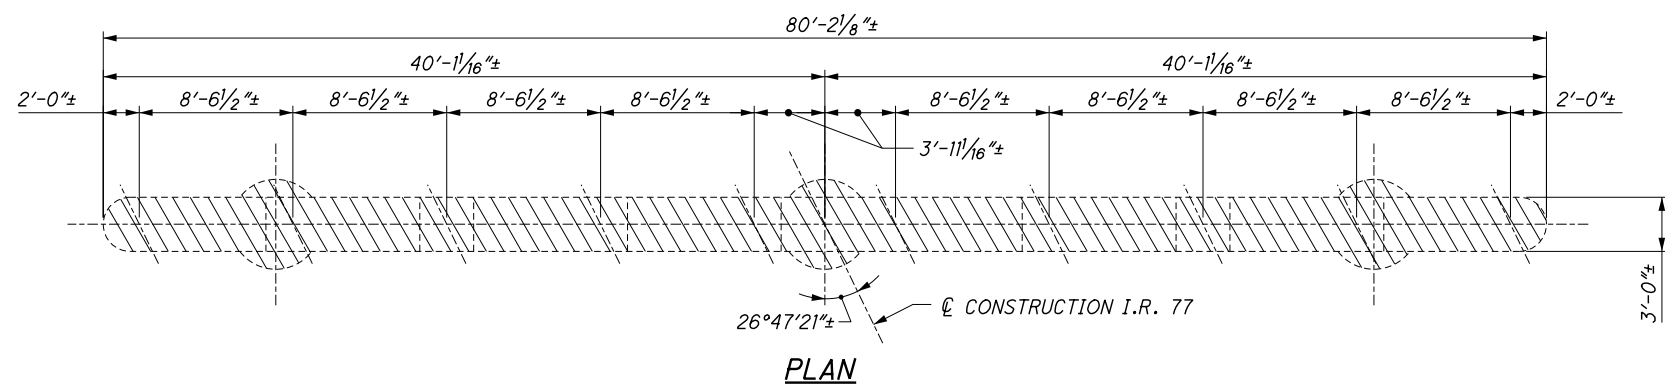 80'-2 1/8"±
40'-1 1/16"± 40'-1 1/16"±
2'-0"± 8'-6 1/2"± 8'-6 1/2"± 8'-6 1/2"± 8'-6 1/2"± 8'-6 1/2"± 8'-6 1/2"± 8'-6 1/2"± 8'-6 1/2"± 2'-0"±
3'-11 1/16"±
3'-0"±
26°47'21"±
℄ CONSTRUCTION I.R. 77
PLAN